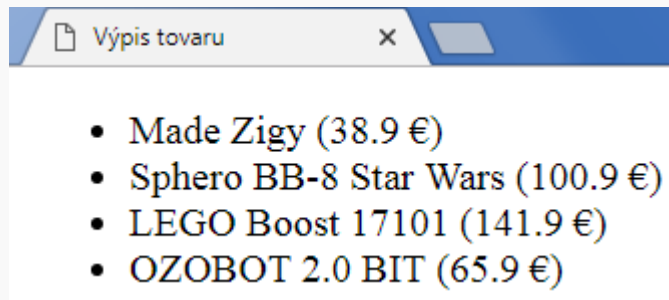 Výpis tovaru
Made Zigy (38.9 €)
Sphero BB-8 Star Wars (100.9 €)
LEGO Boost 17101 (141.9 €)
OZOBOT 2.0 BIT (65.9 €)